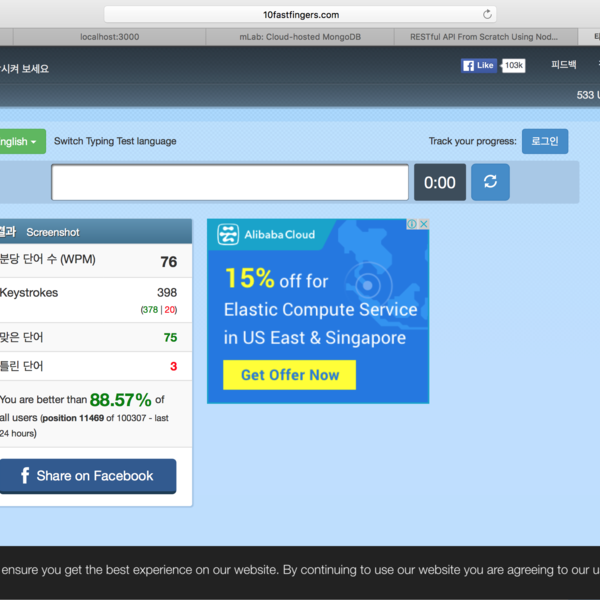 10fastfingers.com
localhost:3000
mLab: Cloud-hosted MongoDB
RESTful API From Scratch Using Nod...
시켜 보세요
Like
103k
피드백
533
nglish
Switch Typing Test language
Track your progress:
로그인
0:00
결과
Screenshot
분당 단어 수 (WPM)
76
Keystrokes
398
(378 | 20)
맞은 단어
75
틀린 단어
3
You are better than 88.57% of
all users (position 11469 of 100307 - last
24 hours)
f Share on Facebook
Alibaba Cloud
15% off for
Elastic Compute Service
in US East & Singapore
Get Offer Now
ensure you get the best experience on our website. By continuing to use our website you are agreeing to our u